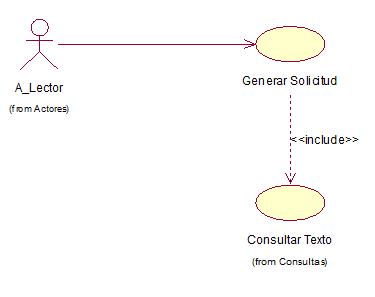 A_Lector
(from Actores)
Generar Solicitud
<<include>>
Consultar Texto
(from Consultas)